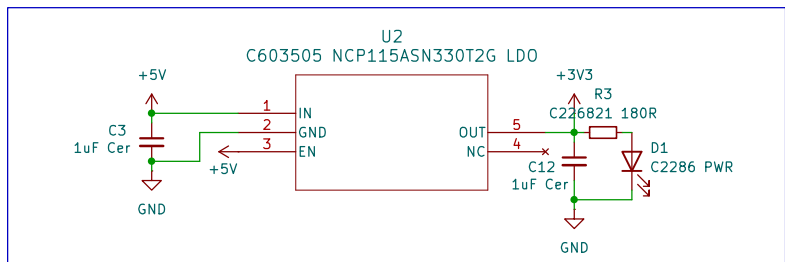 U2
C603505 NCP115ASN330T2G LDO
+5V
+3V3
R3
C226821 180R
1 IN
2 GND
3 EN
OUT 5
NC 4
C3
1uF Cer
+5V
D1
C2286 PWR
C12
1uF Cer
GND
GND